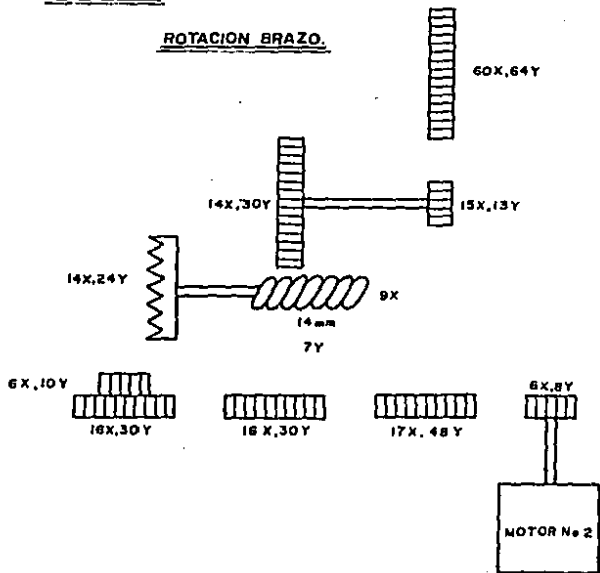 ROTACION BRAZO.
60X,64Y
14X,30Y
15X,13Y
14X,24Y
9X
14mm
7Y
6X,10Y
6X,8Y
18X,30Y
16X,30Y
17X,48Y
MOTOR No 2